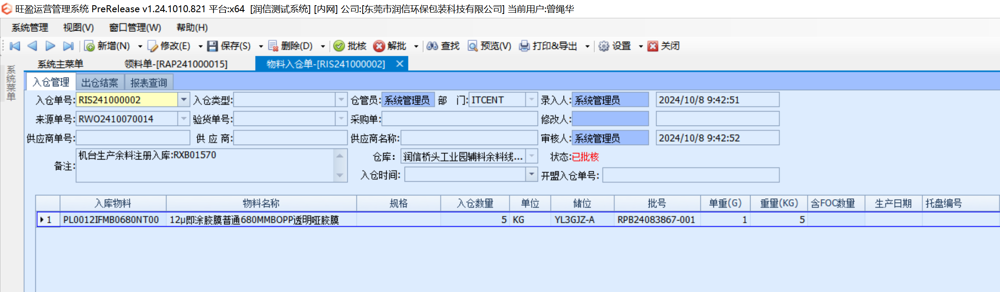 旺盈运营管理系统 PreRelease v1.24.1010.821 平台:x64 [润信测试系统] [内网] 公司:[东莞市润信环保包装科技有限公司] 当前用户:曾绳华
系统管理 视图(V) 窗口管理(W) 帮助(H)
新增(N) 修改(E) 保存(S) 删除(D) 批核 解批 查找 预览(V) 打印&导出 设置 关闭
系统菜单
系统主菜单 领料单-[RAP241000015] 物料入仓单-[RIS241000002]
入仓管理 出仓结案 报表查询
入仓单号: RIS241000002 入仓类型: 仓管员: 系统管理员 部 门: ITCENT 录入人: 系统管理员 2024/10/8 9:42:51
来源单号: RWO2410070014 验货单号: 采购单: 修改人:
供应商单号: 供 应 商: 供应商名称: 审核人: 系统管理员 2024/10/8 9:42:52
备注: 机台生产余料注册入库:RXB01570 仓库: 润信桥头工业园辅料余料线... 状态:已批核
入仓时间: 开盟入仓单号:
入库物料 物料名称 规格 入仓数量 单位 储位 批号 单重(G) 重量(KG) 含FOC数量 生产日期 托盘编号
1 PL0012IFMB0680NT00 12μ即涂胶膜普通680MMBOPP透明哑胶膜 5 KG YL3GJZ-A RPB24083867-001 1 5